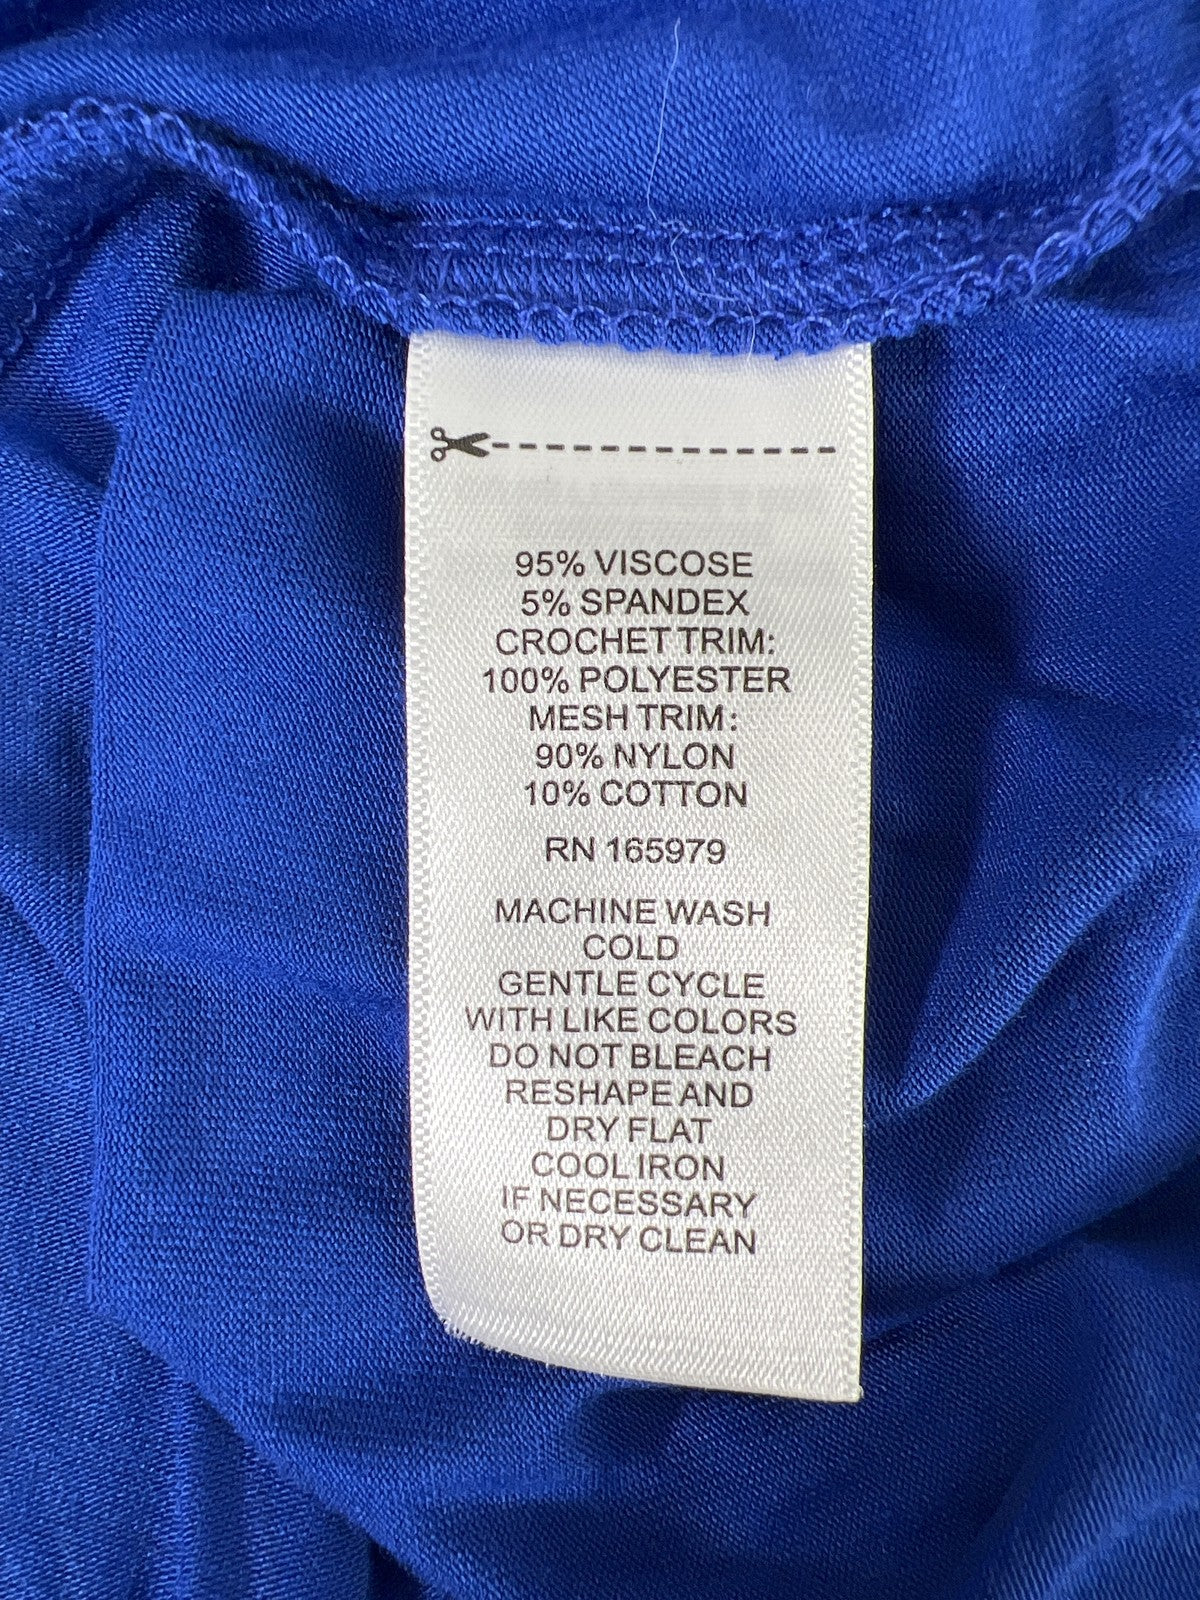 95% VISCOSE
5% SPANDEX
CROCHET TRIM:
100% POLYESTER
MESH TRIM:
90% NYLON
10% COTTON
RN 165979
MACHINE WASH
COLD
GENTLE CYCLE
WITH LIKE COLORS
DO NOT BLEACH
RESHAPE AND
DRY FLAT
COOL IRON
IF NECESSARY
OR DRY CLEAN